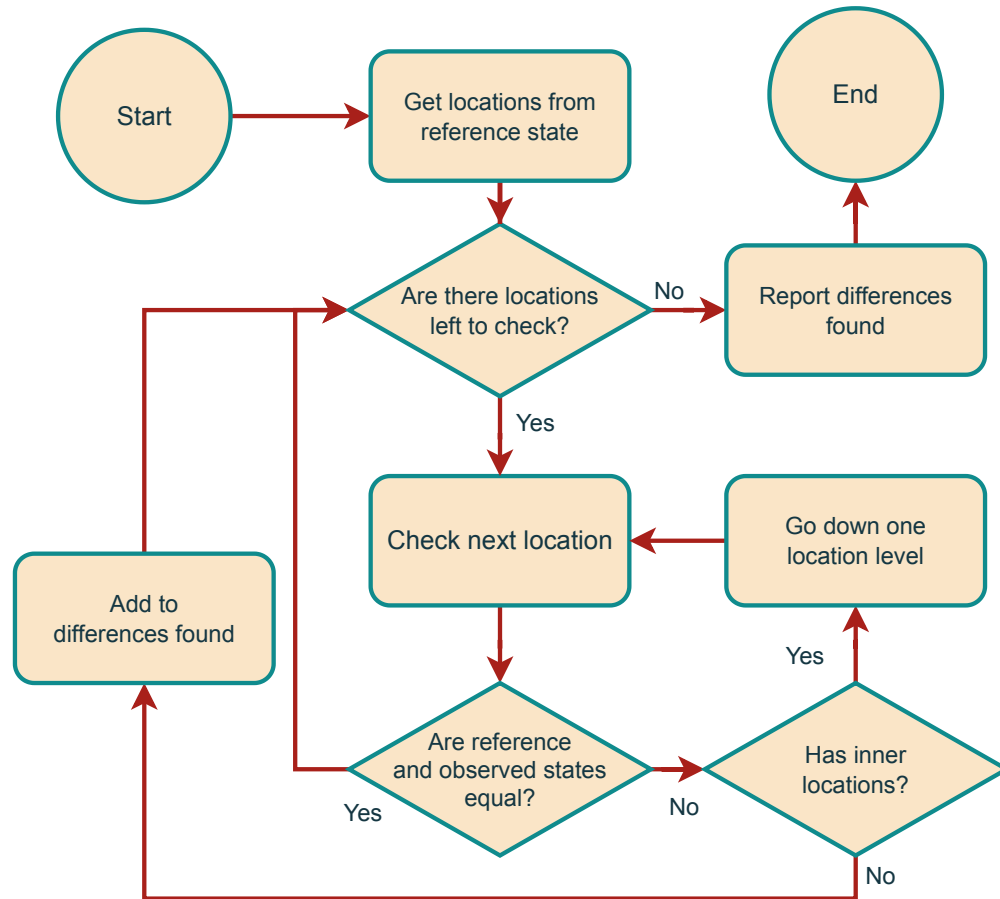 Start
Get locations from
reference state
End
Are there locations
left to check?
No
Report differences
found
Yes
Check next location
Go down one
location level
Add to
differences found
Yes
Are reference
and observed states
equal?
Yes
No
Has inner
locations?
No